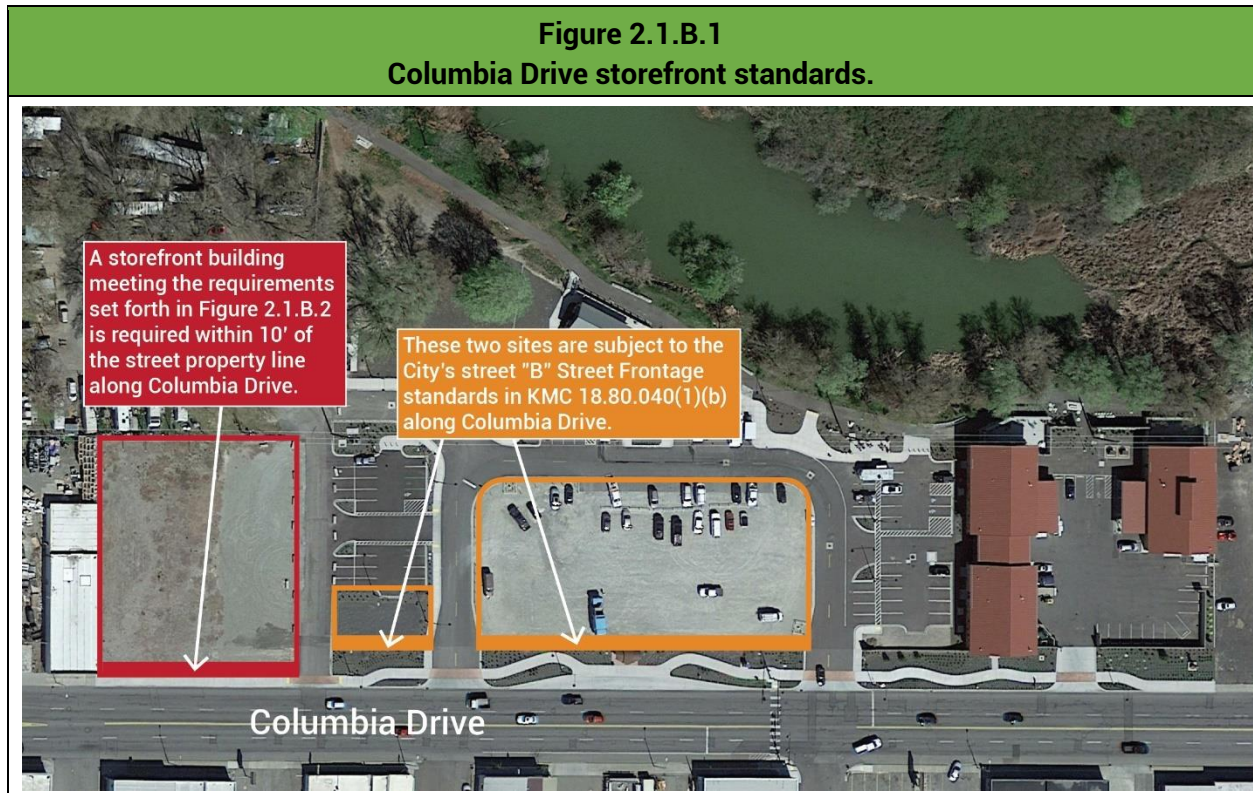 Figure 2.1.B.1
Columbia Drive storefront standards.
A storefront building
meeting the requirements
set forth in Figure 2.1.B.2
is required within 10' of
the street property line
along Columbia Drive.
These two sites are subject to the
City's street "B" Street Frontage
standards in KMC 18.80.040(1)(b)
along Columbia Drive.
Columbia Drive